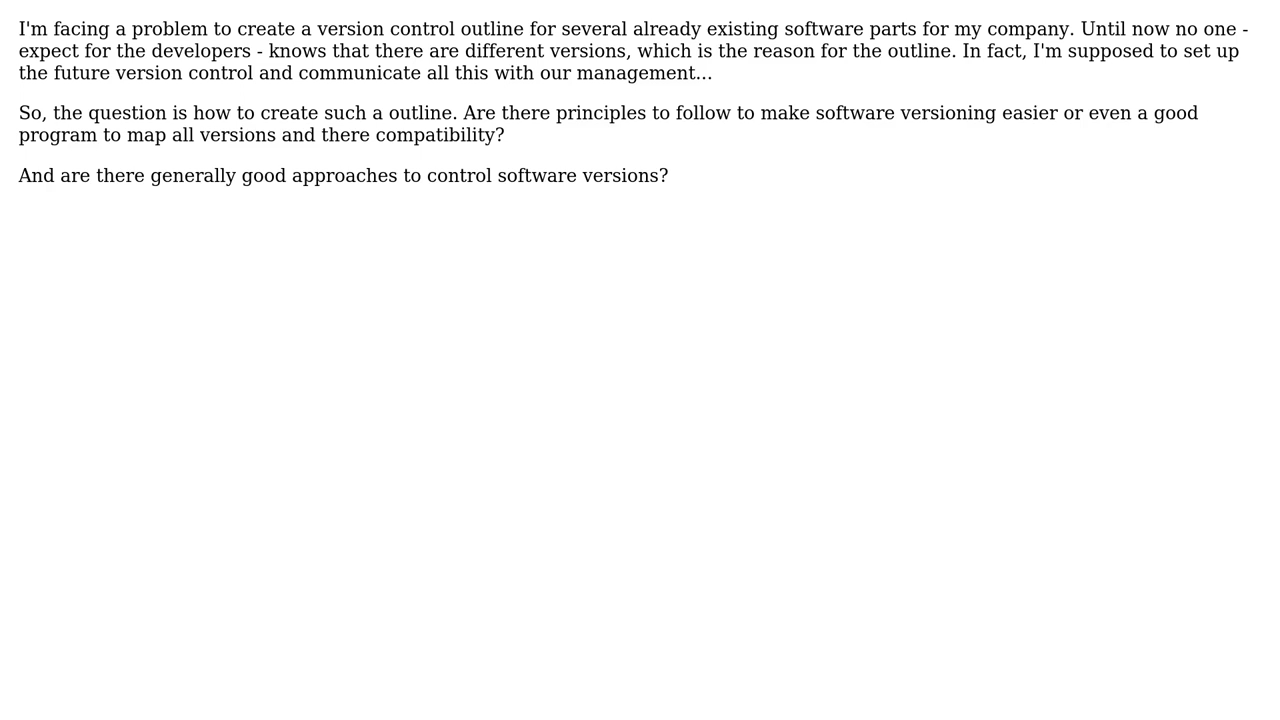 I'm facing a problem to create a version control outline for several already existing software parts for my company. Until now no one -
expect for the developers - knows that there are different versions, which is the reason for the outline. In fact, I'm supposed to set up
the future version control and communicate all this with our management...
So, the question is how to create such a outline. Are there principles to follow to make software versioning easier or even a good
program to map all versions and there compatibility?
And are there generally good approaches to control software versions?